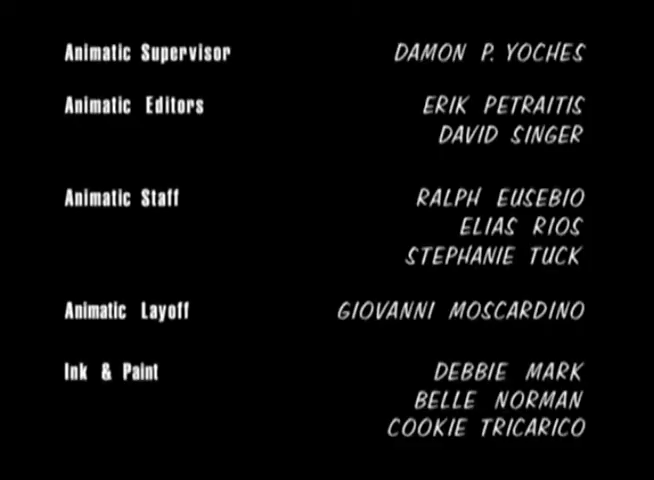 Animatic Supervisor DAMON P. YOCHES
Animatic Editors ERIK PETRAITIS
DAVID SINGER
Animatic Staff RALPH EUSEBIO
ELIAS RIOS
STEPHANIE TUCK
Animatic Layoff GIOVANNI MOSCARDINO
Ink & Paint DEBBIE MARK
BELLE NORMAN
COOKIE TRICARICO